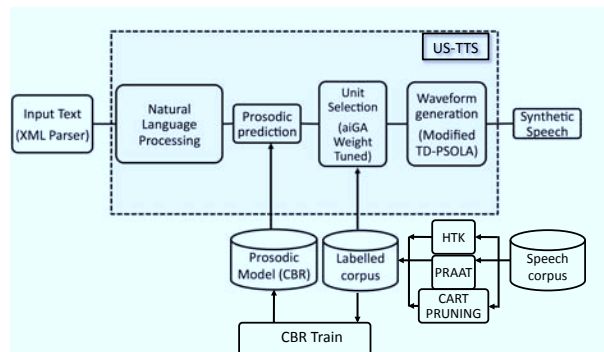 US-TTS
Input Text
(XML Parser)
Natural
Language
Processing
Prosodic
prediction
Unit
Selection
(aiGA
Weight
Tuned)
Waveform
generation
(Modified
TD-PSOLA)
Synthetic
Speech
Prosodic
Model (CBR)
Labelled
corpus
HTK
PRAAT
CART
PRUNING
Speech
corpus
CBR Train